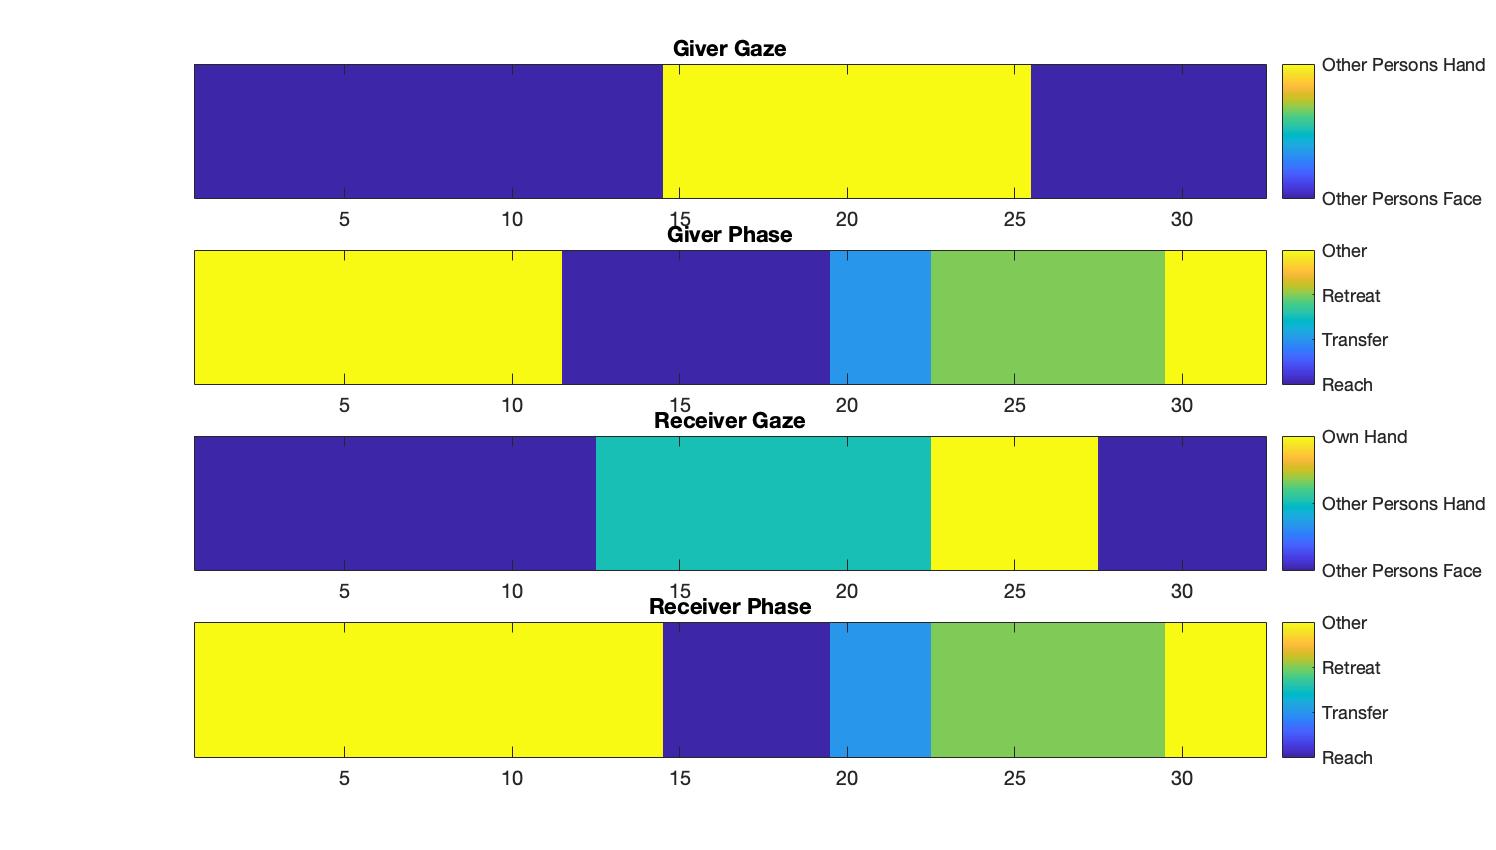 Giver Gaze
Other Persons Hand
Other Persons Face
5 10 15 20 25 30
Giver Phase
Other
Retreat
Transfer
Reach
5 10 15 20 25 30
Receiver Gaze
Own Hand
Other Persons Hand
Other Persons Face
5 10 15 20 25 30
Receiver Phase
Other
Retreat
Transfer
Reach
5 10 15 20 25 30